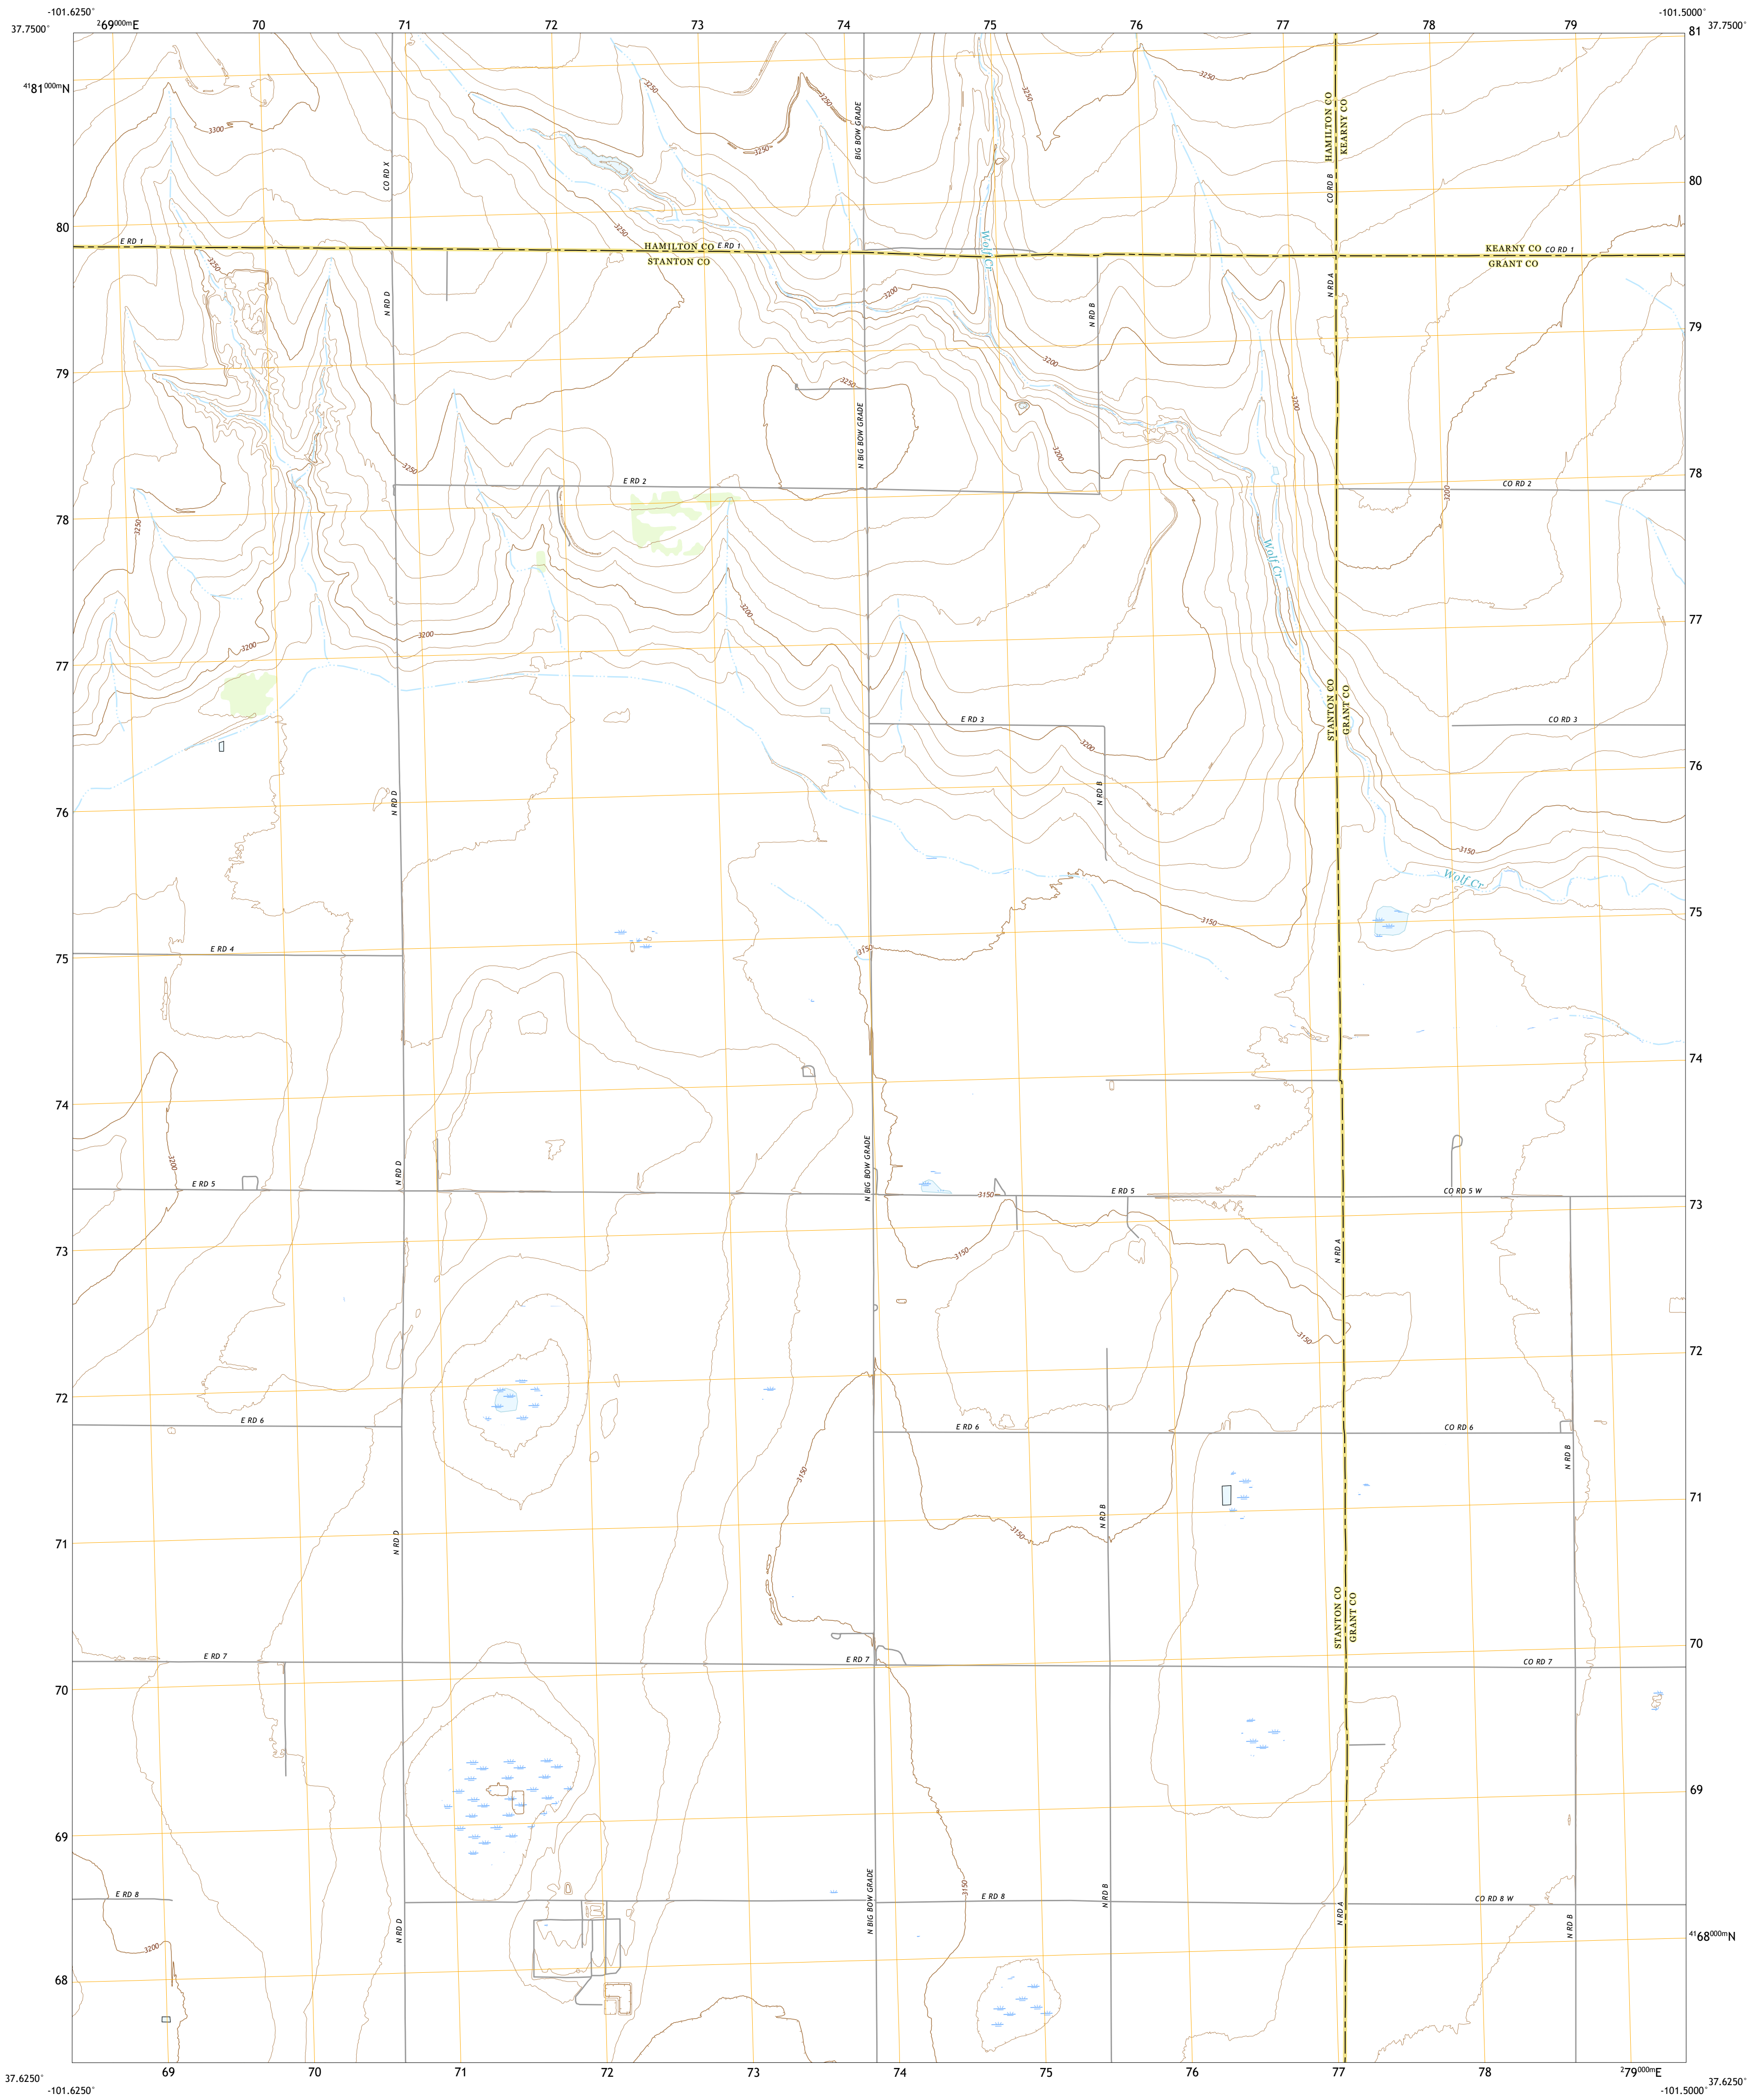 -101.6250°
-101.5000°
37.7500°
²69⁰⁰⁰ᵐE 70 71 72 73 74 75 76 77 78 79
81 37.7500°
⁴¹81⁰⁰⁰ᵐN
3250
3250
3250
3250
3250
3300
3250
BIG BOW GRADE
HAMILTON CO
KEARNY CO
CO RD X
CO RD B
80
80
3250
Wolf Cr
E RD 1
HAMILTON CO
E RD 1
STANTON CO
KEARNY CO
CO RD 1
GRANT CO
3250
N RD D
3200
N RD B
N RD A
79
79
3200
3250
3200
N BIG BOW GRADE
3200
3250
78
E RD 2
CO RD 2
3200
78
3250
Wolf Cr
3200
3200
3200
77
77
STANTON CO
GRANT CO
E RD 3
CO RD 3
3200
76
N RD D
N RD B
76
3150
Wolf Cr
75
3150
E RD 4
3150
75
74
74
3200
N RD D
N BIG BOW GRADE
E RD 5
3150
E RD 5
CO RD 5 W
73
73
3150
N RD A
3150
72
72
E RD 6
E RD 6
CO RD 6
N RD B
3150
71
N RD B
3150
71
N RD D
STANTON CO
GRANT CO
70
E RD 7
E RD 7
CO RD 7
70
69
69
E RD 8
N BIG BOW GRADE
3150
E RD 8
N RD B
CO RD 8 W
N RD D
N RD A
N RD B
3200
⁴¹68⁰⁰⁰ᵐN
68
37.6250°
69 70 71 72 73 74 75 76 77 78 ²79⁰⁰⁰ᵐE
37.6250°
-101.6250°
-101.5000°